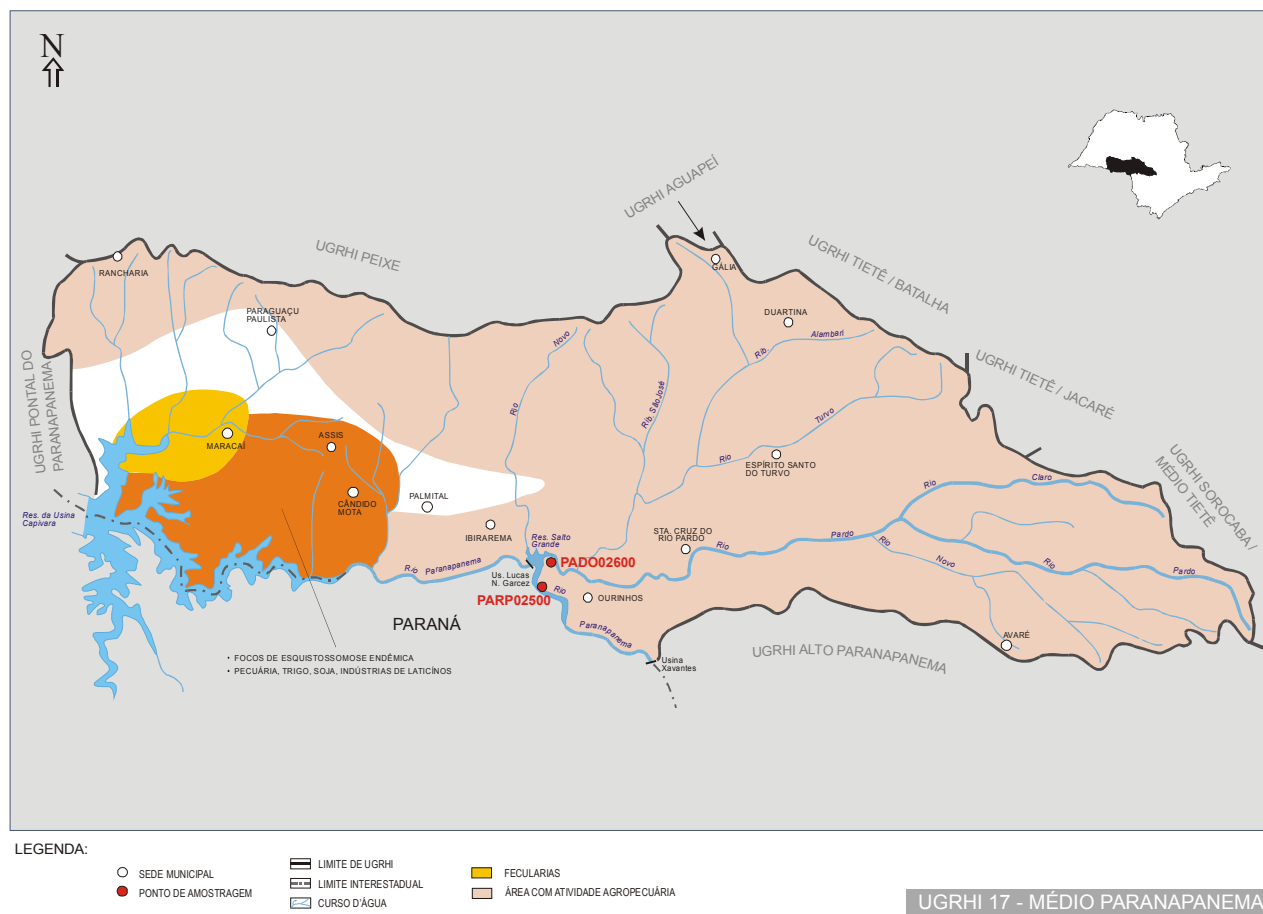 N
UGRHI AGUAPEÍ
UGRHI PEIXE
UGRHI TIETÊ / BATALHA
RANCHARIA
GÁLIA
PARAGUAÇU
PAULISTA
DUARTINA
Novo
Rio
Alambari
Rib.
UGRHI TIETÊ / JACARÉ
UGRHI PONTAL DO
PARANAPANEMA
Rib. São José
Turvo
Rio
MARACAÍ
ASSIS
ESPÍRITO SANTO
DO TURVO
UGRHI SOROCABA /
MÉDIO TIETÊ
Rio
Claro
CÂNDIDO
MOTA
PALMITAL
Res. da Usina
Capivara
IBIRAREMA
Res. Salto
Grande
STA. CRUZ DO
RIO PARDO
Rio
Pardo
Rio
Novo
Rio
Pardo
Rio Paranapanema
Us. Lucas
N. Garcez
PADO02600
PARP02500
Rio
Paranapanema
OURINHOS
PARANÁ
AVARÉ
UGRHI ALTO PARANAPANEMA
Usina
Xavantes
• FOCOS DE ESQUISTOSSOMOSE ENDÊMICA
• PECUÁRIA, TRIGO, SOJA, INDÚSTRIAS DE LATICÍNOS
LEGENDA:
SEDE MUNICIPAL
PONTO DE AMOSTRAGEM
LIMITE DE UGRHI
LIMITE INTERESTADUAL
CURSO D'ÁGUA
FECULARIAS
ÁREA COM ATIVIDADE AGROPECUÁRIA
UGRHI 17 - MÉDIO PARANAPANEMA